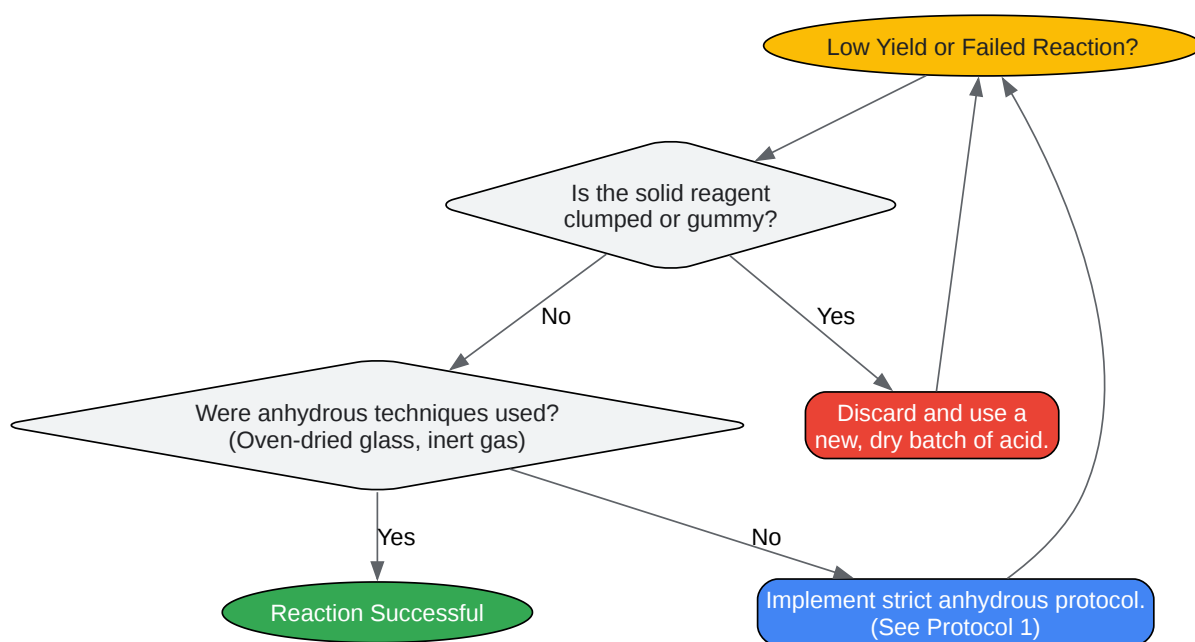 Low Yield or Failed Reaction?
Is the solid reagent
clumped or gummy?
No
Yes
Were anhydrous techniques used?
(Oven-dried glass, inert gas)
Discard and use a
new, dry batch of acid.
Yes
No
Reaction Successful
Implement strict anhydrous protocol.
(See Protocol 1)